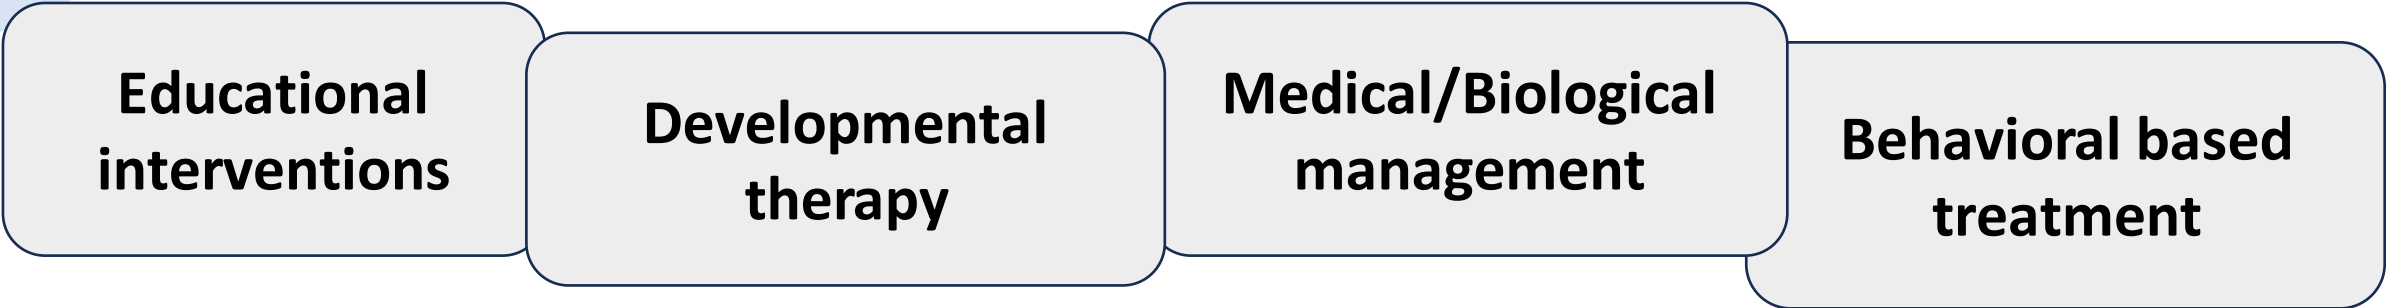 Educational
interventions
Developmental
therapy
Medical/Biological
management
Behavioral based
treatment